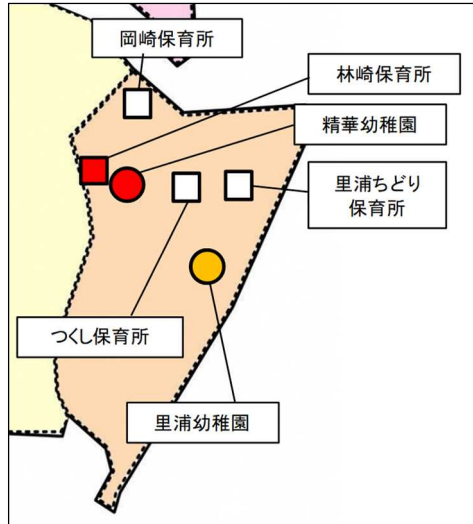 岡崎保育所
林崎保育所
精華幼稚園
里浦ちどり
保育所
つくし保育所
里浦幼稚園